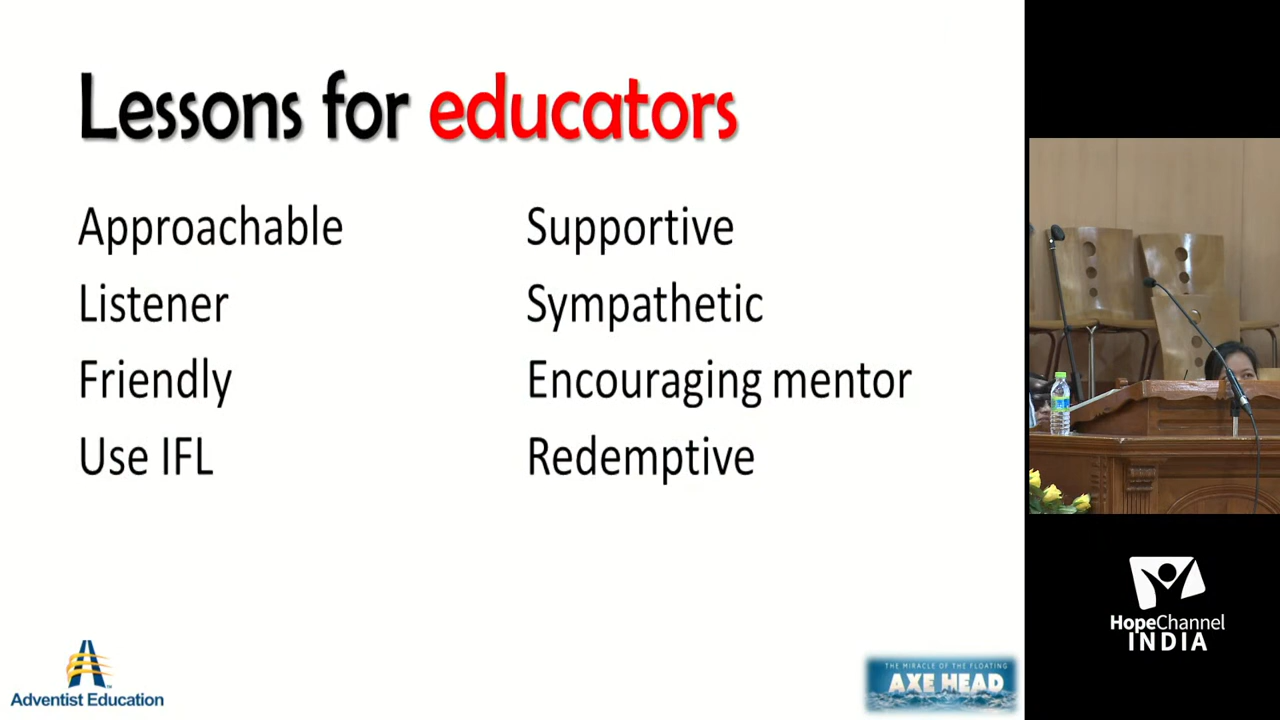 Lessons for educators
Approachable
Listener
Friendly
Use IFL
Supportive
Sympathetic
Encouraging mentor
Redemptive
Adventist Education
THE MIRACLE OF THE FLOATING
AXE HEAD
HopeChannel
INDIA